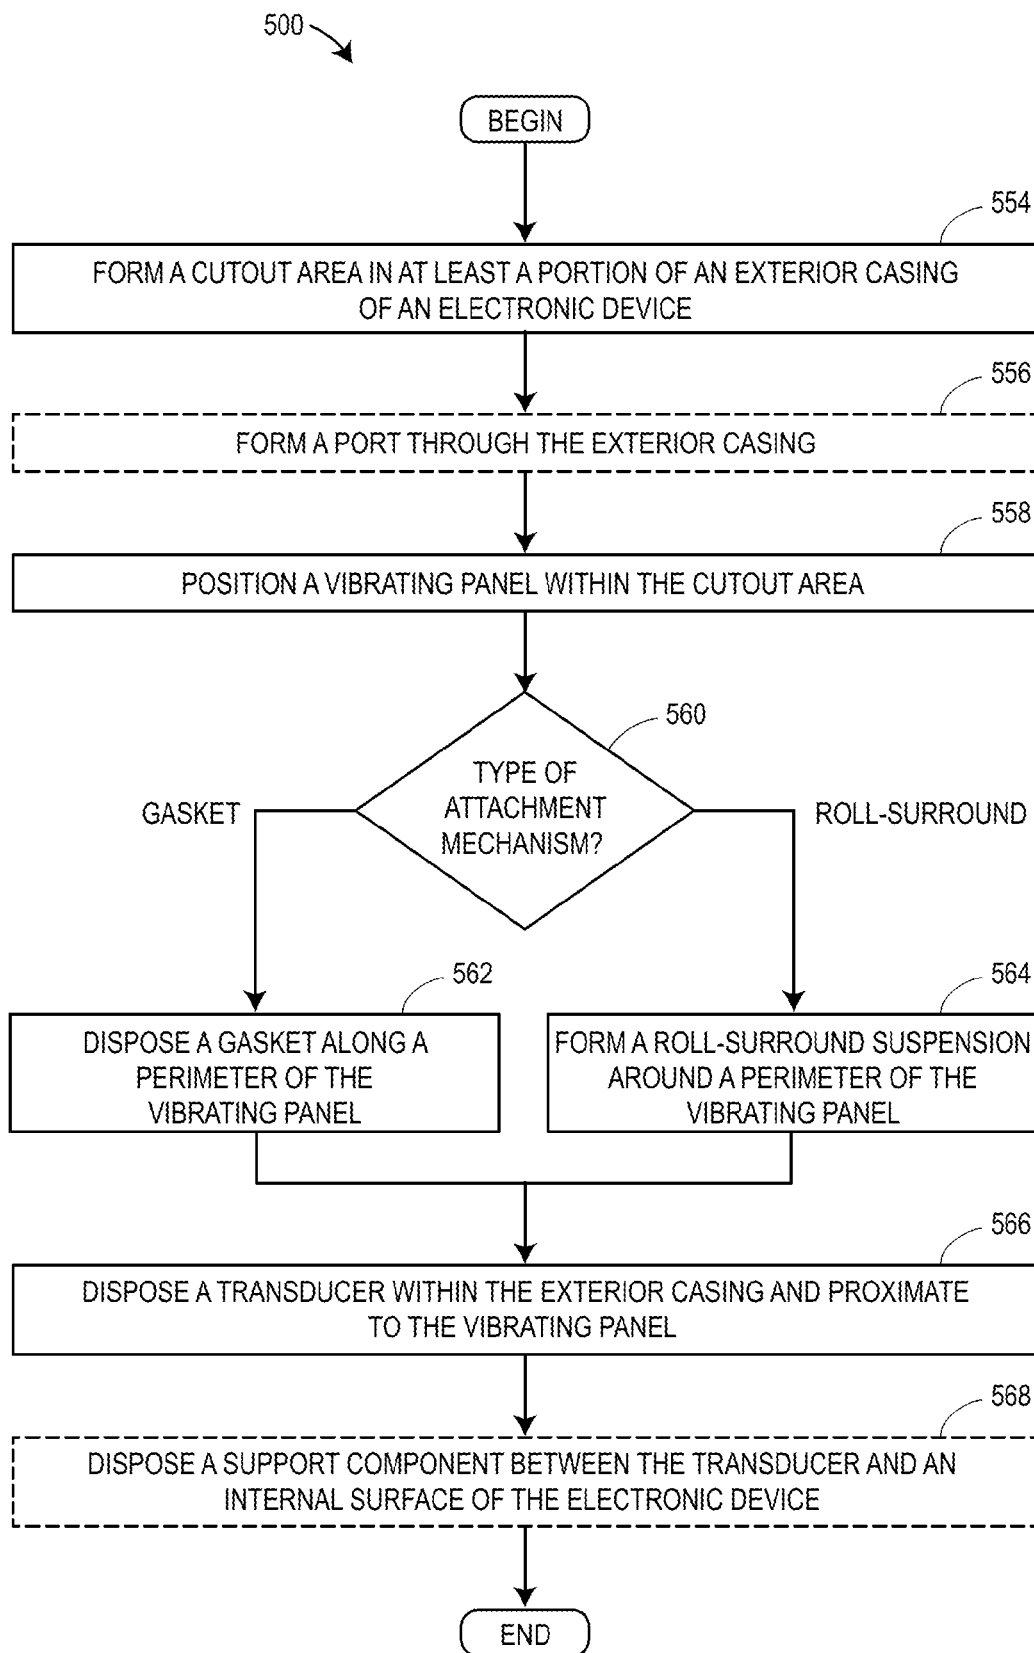 500
BEGIN
554
FORM A CUTOUT AREA IN AT LEAST A PORTION OF AN EXTERIOR CASING
OF AN ELECTRONIC DEVICE
556
FORM A PORT THROUGH THE EXTERIOR CASING
558
POSITION A VIBRATING PANEL WITHIN THE CUTOUT AREA
560
TYPE OF
ATTACHMENT
MECHANISM?
GASKET
ROLL-SURROUND
562
DISPOSE A GASKET ALONG A
PERIMETER OF THE
VIBRATING PANEL
564
FORM A ROLL-SURROUND SUSPENSION
AROUND A PERIMETER OF THE
VIBRATING PANEL
566
DISPOSE A TRANSDUCER WITHIN THE EXTERIOR CASING AND PROXIMATE
TO THE VIBRATING PANEL
568
DISPOSE A SUPPORT COMPONENT BETWEEN THE TRANSDUCER AND AN
INTERNAL SURFACE OF THE ELECTRONIC DEVICE
END